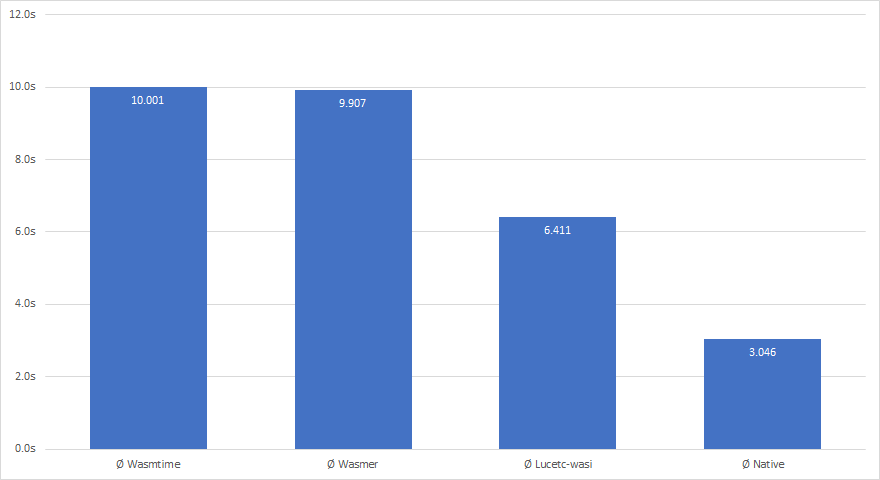 12.0s
10.0s
8.0s
6.0s
4.0s
2.0s
0.0s
10.001
9.907
6.411
3.046
Ø Wasmtime
Ø Wasmer
Ø Lucetc-wasi
Ø Native